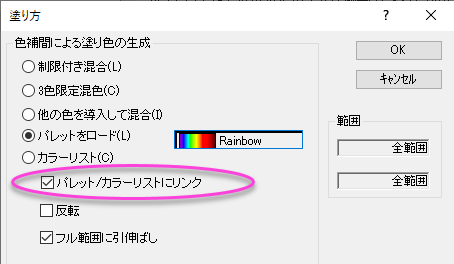 塗り方
?
色補間による塗り色の生成
制限付き混合(L)
3色限定混色(C)
他の色を導入して混合(I)
パレットをロード(L)
Rainbow
カラーリスト(C)
パレット/カラーリストにリンク
反転
フル範囲に引伸ばし
OK
キャンセル
範囲
全範囲
全範囲